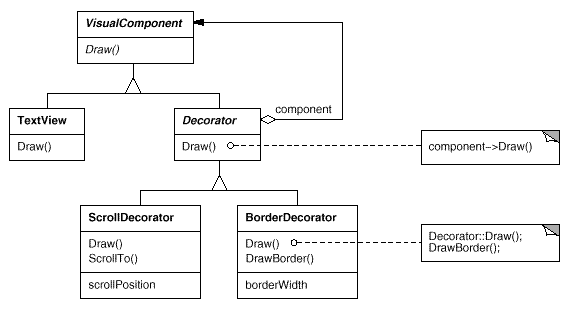 VisualComponent
Draw()
component
TextView
Draw()
Decorator
Draw()
component->Draw()
ScrollDecorator
Draw()
ScrollTo()
scrollPosition
BorderDecorator
Draw()
DrawBorder()
borderWidth
Decorator::Draw();
DrawBorder();